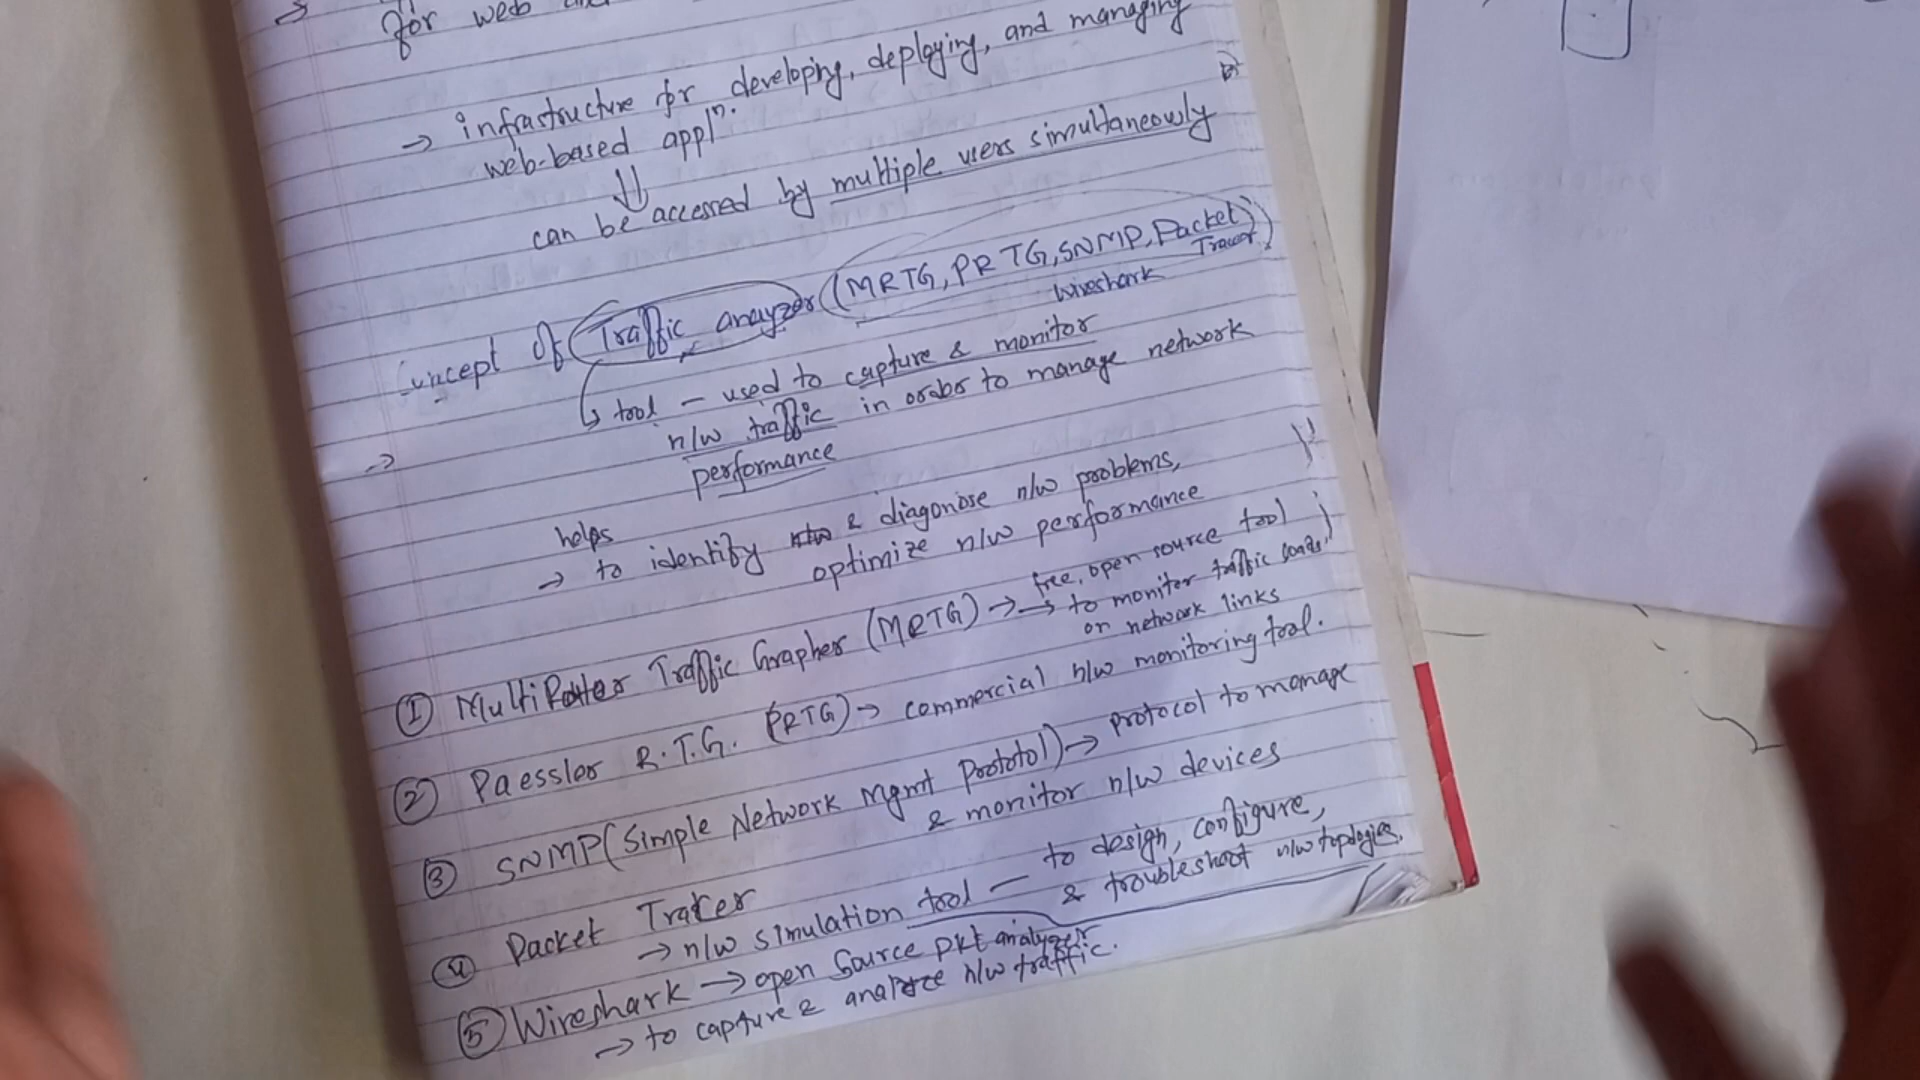 for web
→ infrastructure for developing, deploying, and managing
web-based appl^n.
⇓
can be accessed by multiple users simultaneously
Concept Of Traffic anayzer (MRTG, PRTG, SNMP, Packet Tracer)
Wireshark
↳ tool – used to capture & monitor
n/w traffic in order to manage network
→ performance
helps
→ to identify & diagonose n/w problems,
optimize n/w performance
① MultiRouter Traffic Grapher (MRTG) → free, open source tool
→ to monitor traffic loads
on network links
② Paessler R.T.G. (PRTG) → commercial n/w monitoring tool.
③ SNMP (Simple Network Mgmt Prototol) → protocol to manage
& monitor n/w devices
④ Packet Traker
→ n/w simulation tool – to design, configure,
& troubleshoot n/w toplogies.
⑤ Wireshark → open Source pkt analyzer
→ to capture & analyze n/w traffic.